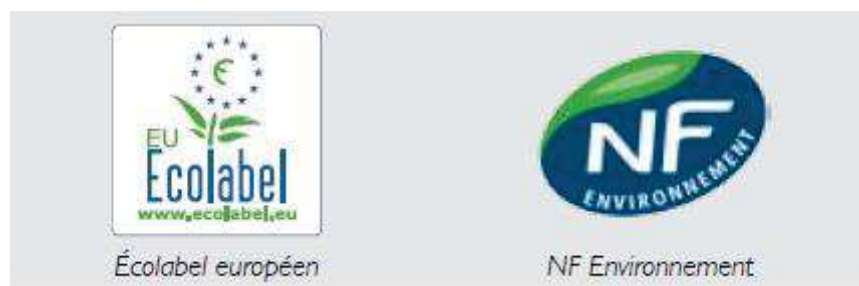 EU
Ecolabel
www.ecolabel.eu
Écolabel européen
NF
ENVIRONNEMENT
NF Environnement